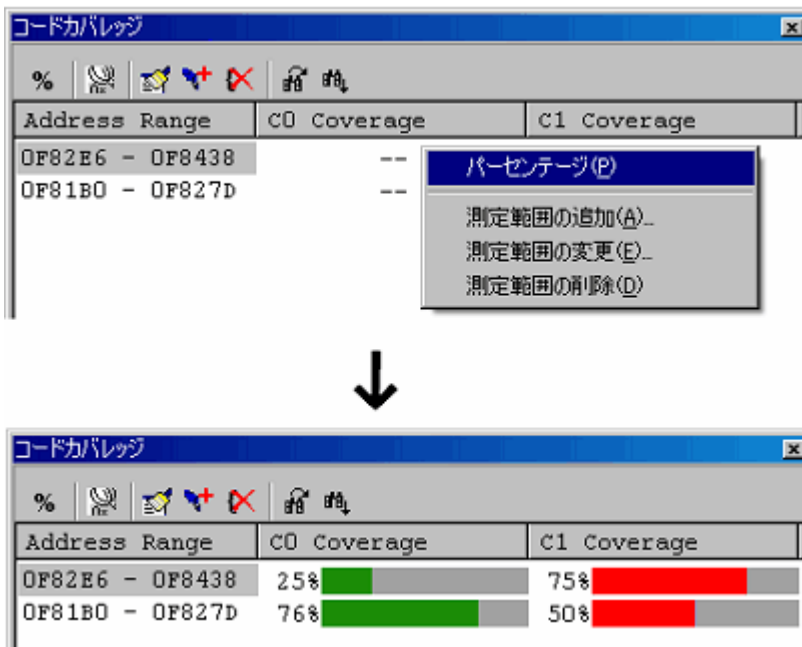 コードカバレッジ
%
Address Range C0 Coverage C1 Coverage
0F82E6 - 0F8438 --
0F81B0 - 0F827D --
パーセンテージ(P)
測定範囲の追加(A)...
測定範囲の変更(E)...
測定範囲の削除(D)
コードカバレッジ
%
Address Range C0 Coverage C1 Coverage
0F82E6 - 0F8438 25% 75%
0F81B0 - 0F827D 76% 50%